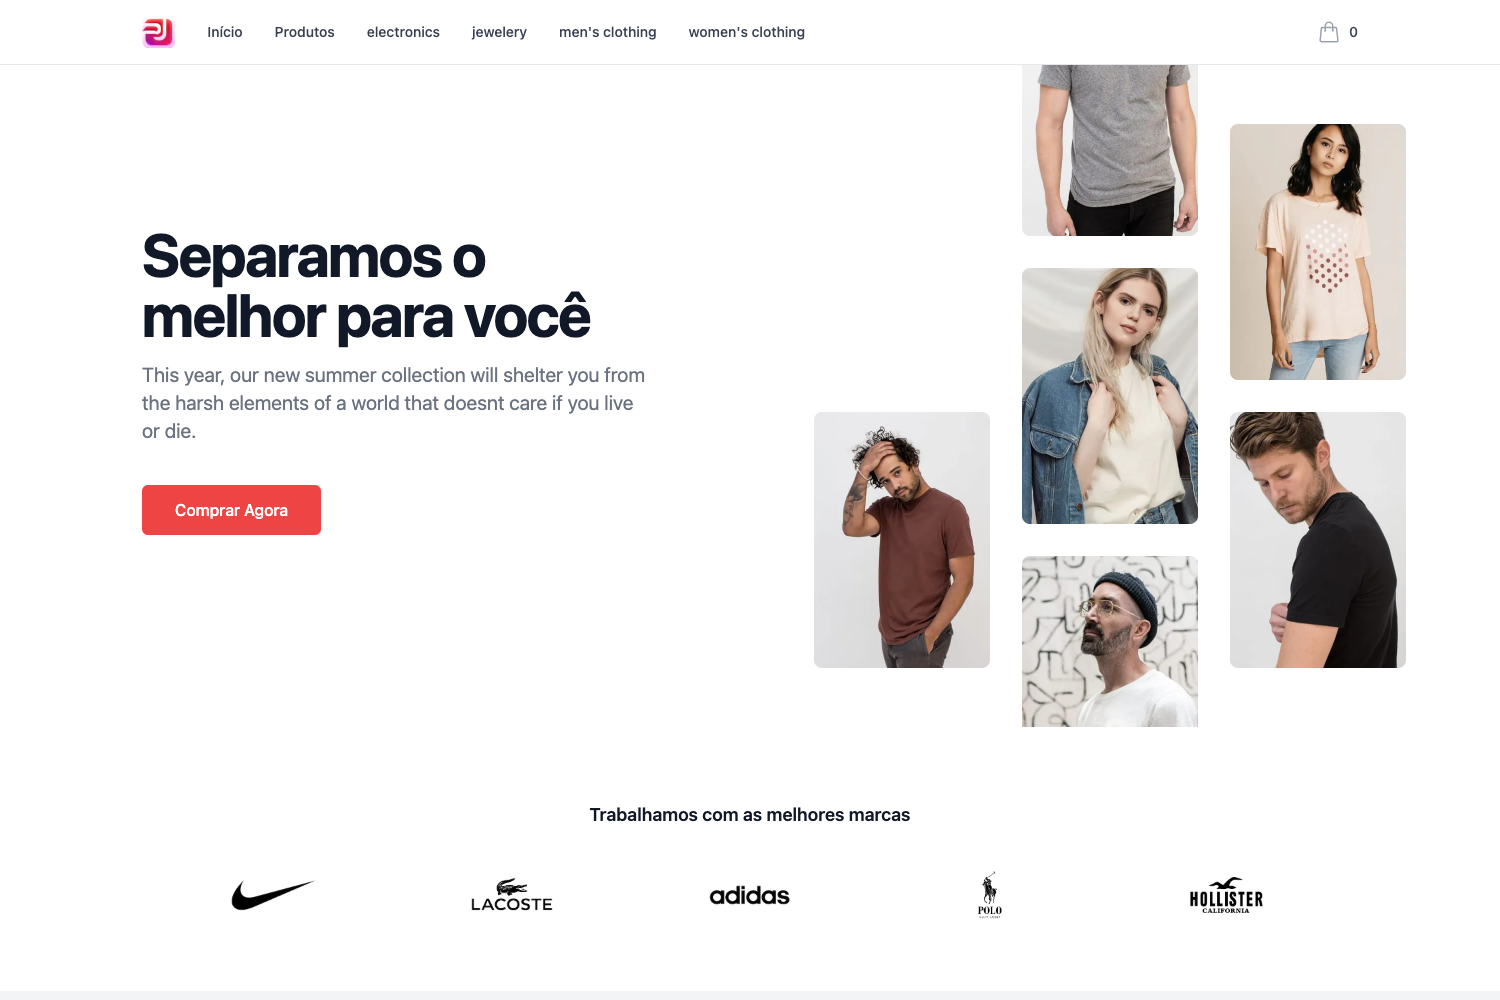 Início Produtos electronics jewelery men's clothing women's clothing 0
Separamos o
melhor para você
This year, our new summer collection will shelter you from
the harsh elements of a world that doesnt care if you live
or die.
Comprar Agora
Trabalhamos com as melhores marcas
LACOSTE
adidas
POLO
HOLLISTER
CALIFORNIA